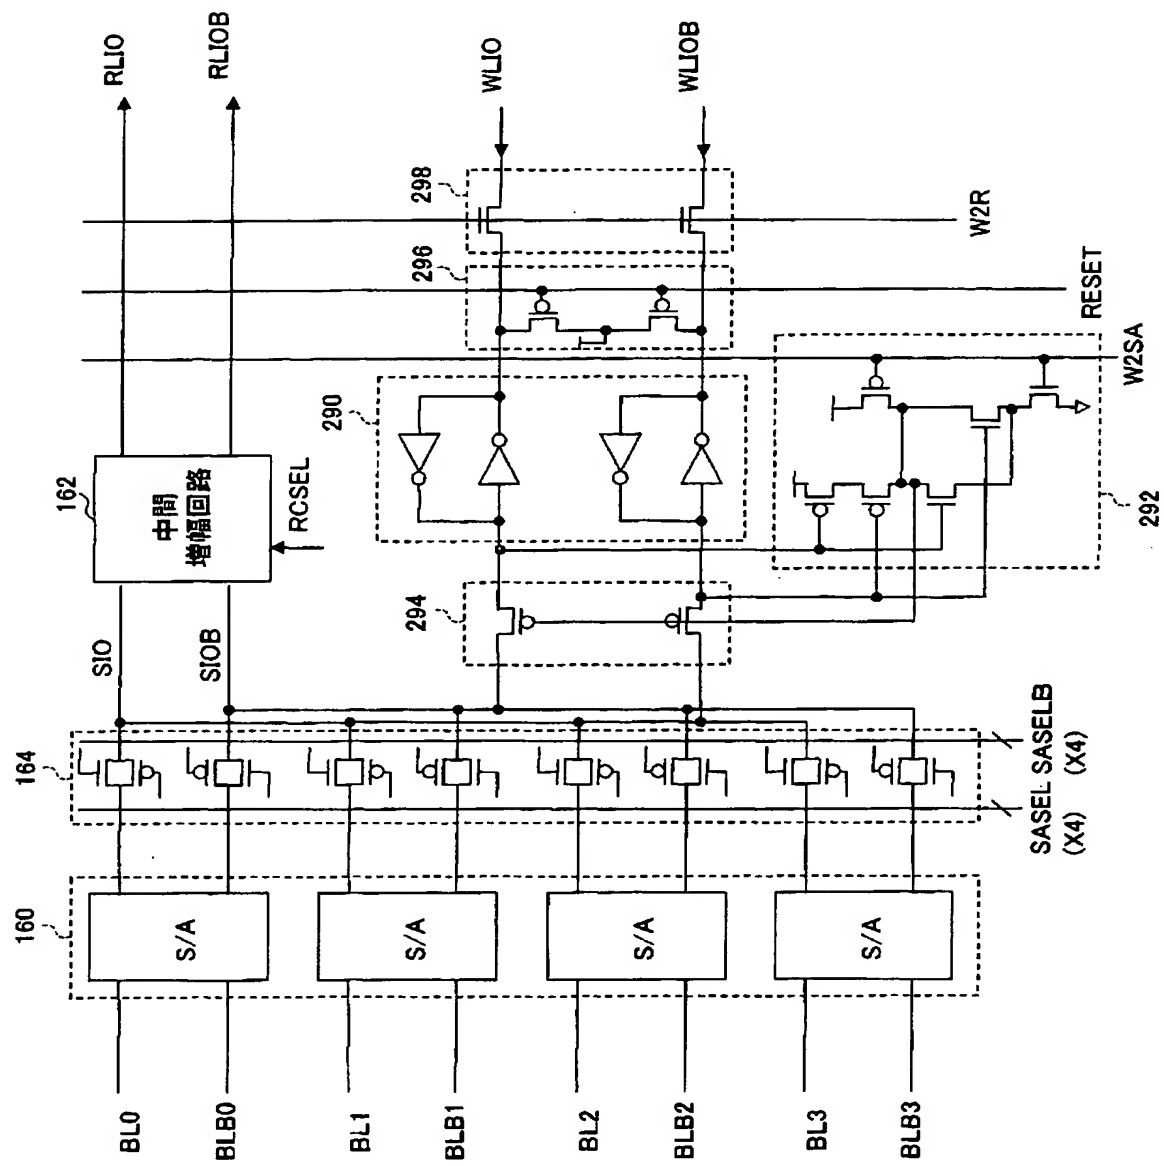 RLIO
RLIOB
WLIO
WLIOB
162
中間
増幅回路
RCSEL
298
296
W2R
RESET
W2SA
290
292
294
SIO
SIOB
164
SASEL SASELB
(X4) (X4)
160
S/A
S/A
S/A
S/A
BL0
BLB0
BL1
BLB1
BL2
BLB2
BL3
BLB3